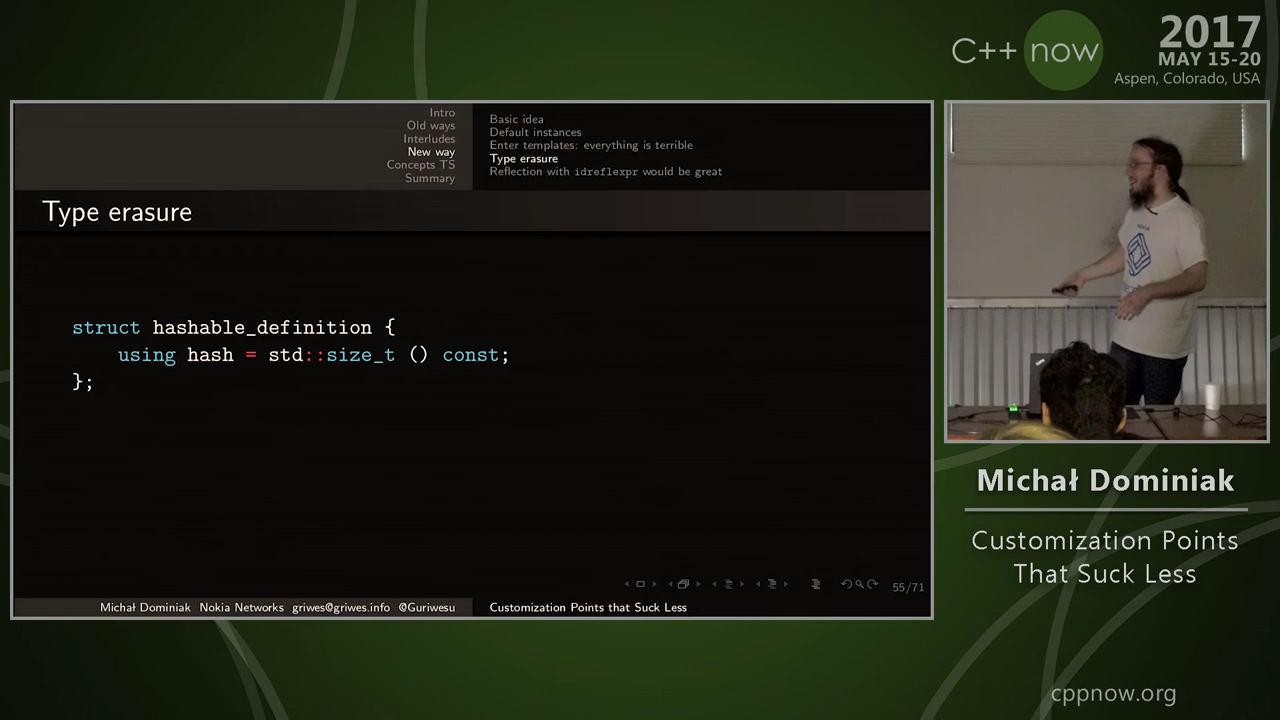 C++ now
2017
MAY 15-20
Aspen, Colorado, USA
Intro
Old ways
Interludes
New way
Concepts TS
Summary
Basic idea
Default instances
Enter templates: everything is terrible
Type erasure
Reflection with idreflexpr would be great
Type erasure
struct hashable_definition {
    using hash = std::size_t () const;
};
55/71
Michał Dominiak Nokia Networks griwes@griwes.info @Guriwesu
Customization Points that Suck Less
Michał Dominiak
Customization Points
That Suck Less
cppnow.org